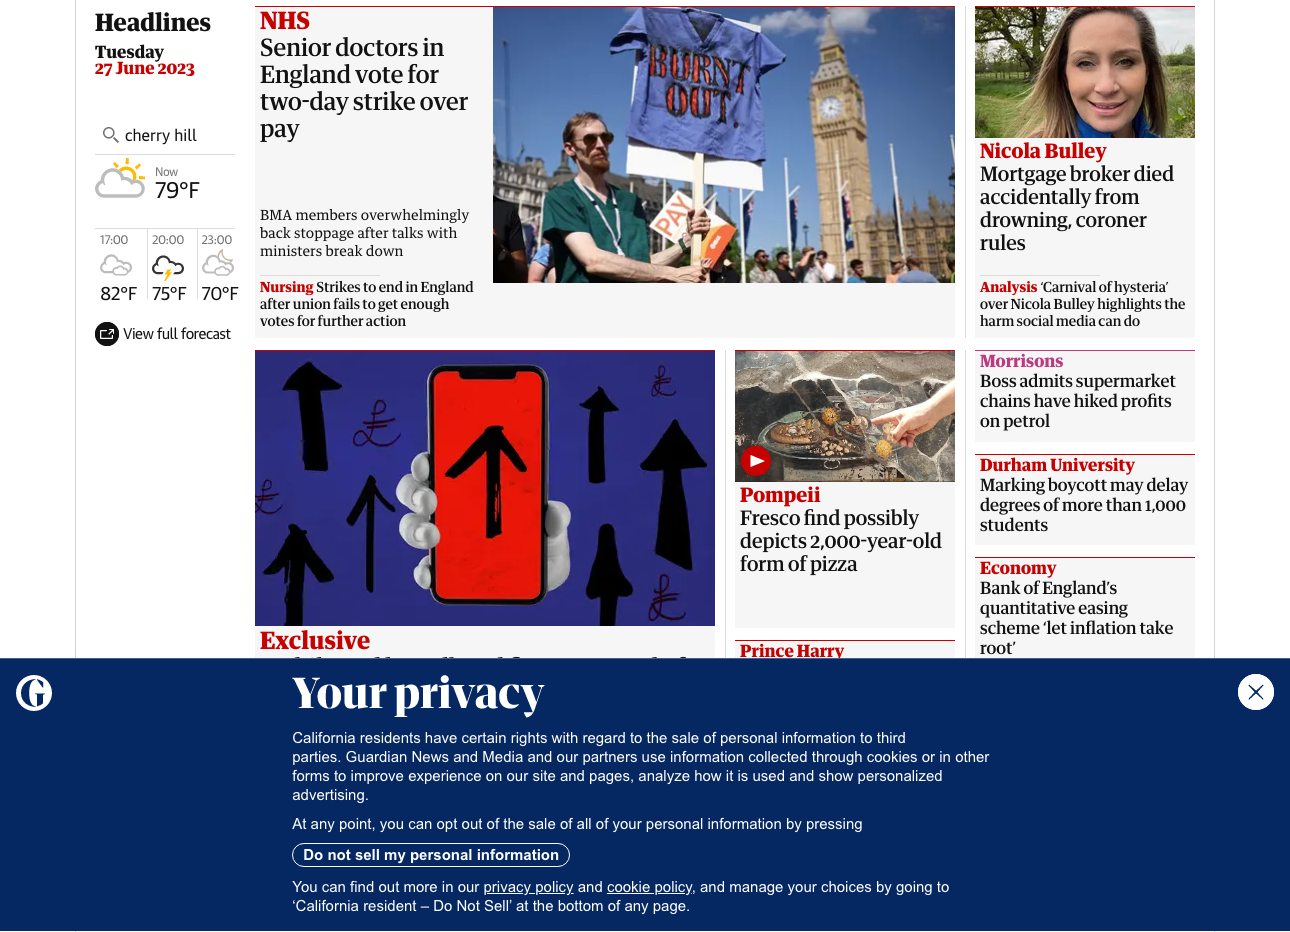 Headlines
Tuesday
27 June 2023
cherry hill
Now
79°F
17:00
20:00
23:00
82°F
75°F
70°F
View full forecast
NHS
Senior doctors in
England vote for
two-day strike over
pay
BMA members overwhelmingly
back stoppage after talks with
ministers break down
Nursing Strikes to end in England
after union fails to get enough
votes for further action
BURNT
OUT.
PAY
Nicola Bulley
Mortgage broker died
accidentally from
drowning, coroner
rules
Analysis ‘Carnival of hysteria’
over Nicola Bulley highlights the
harm social media can do
£
£
£
£
Exclusive
Pompeii
Fresco find possibly
depicts 2,000-year-old
form of pizza
Prince Harry
Morrisons
Boss admits supermarket
chains have hiked profits
on petrol
Durham University
Marking boycott may delay
degrees of more than 1,000
students
Economy
Bank of England’s
quantitative easing
scheme ‘let inflation take
root’
G
Your privacy
California residents have certain rights with regard to the sale of personal information to third
parties. Guardian News and Media and our partners use information collected through cookies or in other
forms to improve experience on our site and pages, analyze how it is used and show personalized
advertising.
At any point, you can opt out of the sale of all of your personal information by pressing
Do not sell my personal information
You can find out more in our privacy policy and cookie policy, and manage your choices by going to
‘California resident – Do Not Sell’ at the bottom of any page.